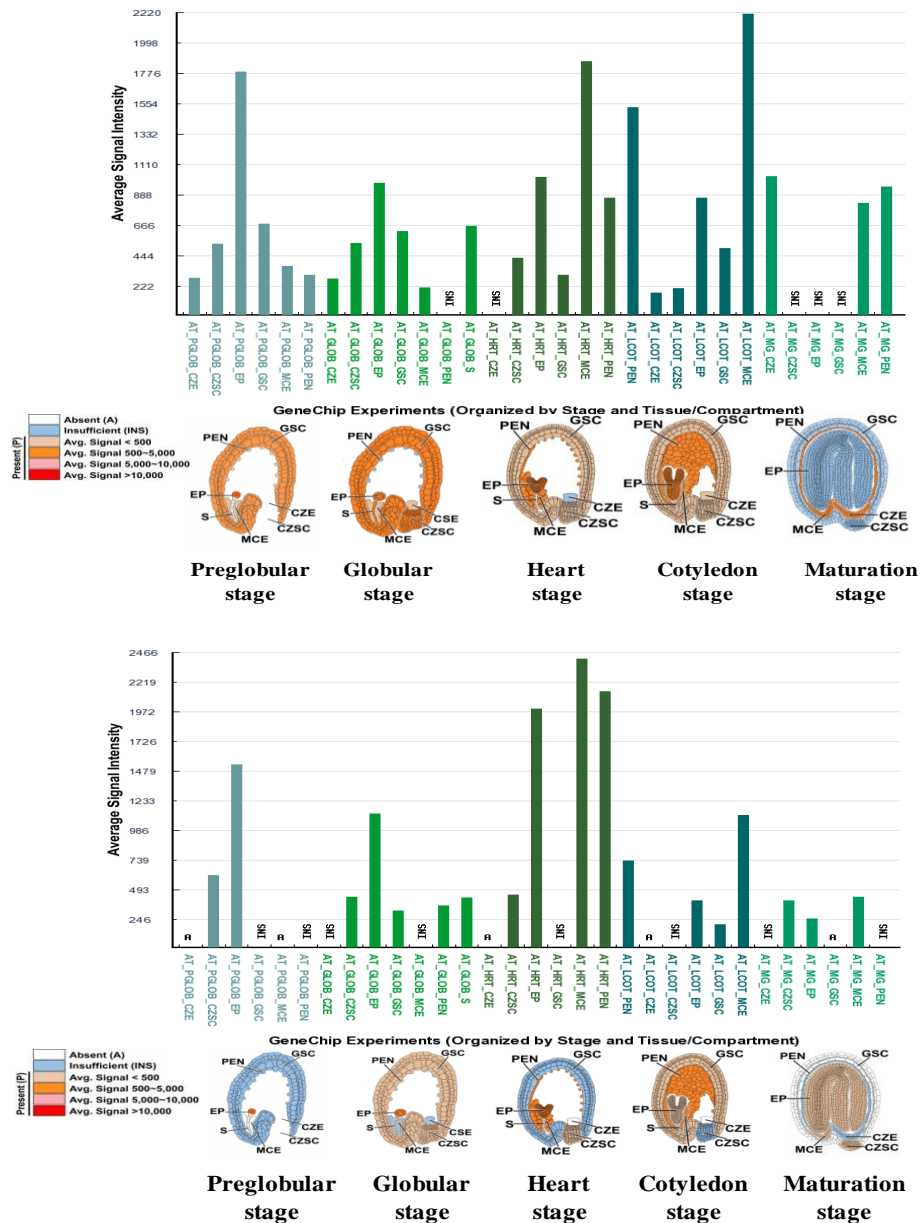 2220
1998
1776
1554
1332
1110
888
666
444
222
Average Signal Intensity
INS
INS
INS
INS
INS
AT_PGLOB_CZE
AT_PGLOB_CZSC
AT_PGLOB_EP
AT_PGLOB_GSC
AT_PGLOB_MCE
AT_PGLOB_PEN
AT_GLOB_CZE
AT_GLOB_CZSC
AT_GLOB_EP
AT_GLOB_GSC
AT_GLOB_MCE
AT_GLOB_PEN
AT_GLOB_S
AT_HRT_CZE
AT_HRT_CZSC
AT_HRT_EP
AT_HRT_GSC
AT_HRT_MCE
AT_HRT_PEN
AT_LCOT_PEN
AT_LCOT_CZE
AT_LCOT_CZSC
AT_LCOT_EP
AT_LCOT_GSC
AT_LCOT_MCE
AT_MG_CZE
AT_MG_CZSC
AT_MG_EP
AT_MG_GSC
AT_MG_MCE
AT_MG_PEN
GeneChip Experiments (Organized by Stage and Tissue/Compartment)
Present (P)
Absent (A)
Insufficient (INS)
Avg. Signal < 500
Avg. Signal 500~5,000
Avg. Signal 5,000~10,000
Avg. Signal >10,000
PEN GSC EP S MCE CZE CZSC
PEN GSC EP S MCE CSE CZSC
PEN GSC EP S MCE CZE CZSC
PEN GSC EP S MCE CZE CZSC
PEN GSC EP MCE CZE CZSC
Preglobular Globular Heart Cotyledon Maturation
stage stage stage stage stage
2466
2219
1972
1726
1479
1233
986
739
493
246
Average Signal Intensity
A
INS
A
INS
INS
INS
A
INS
A
INS
INS
A
INS
AT_PGLOB_CZE
AT_PGLOB_CZSC
AT_PGLOB_EP
AT_PGLOB_GSC
AT_PGLOB_MCE
AT_PGLOB_PEN
AT_GLOB_CZE
AT_GLOB_CZSC
AT_GLOB_EP
AT_GLOB_GSC
AT_GLOB_MCE
AT_GLOB_PEN
AT_GLOB_S
AT_HRT_CZE
AT_HRT_CZSC
AT_HRT_EP
AT_HRT_GSC
AT_HRT_MCE
AT_HRT_PEN
AT_LCOT_PEN
AT_LCOT_CZE
AT_LCOT_CZSC
AT_LCOT_EP
AT_LCOT_GSC
AT_LCOT_MCE
AT_MG_CZE
AT_MG_CZSC
AT_MG_EP
AT_MG_GSC
AT_MG_MCE
AT_MG_PEN
GeneChip Experiments (Organized by Stage and Tissue/Compartment)
Present (P)
Absent (A)
Insufficient (INS)
Avg. Signal < 500
Avg. Signal 500~5,000
Avg. Signal 5,000~10,000
Avg. Signal >10,000
PEN GSC EP S MCE CZE CZSC
PEN GSC EP S MCE CSE CZSC
PEN GSC EP S MCE CZE CZSC
PEN GSC EP S MCE CZE CZSC
PEN GSC EP MCE CZE CZSC
Preglobular Globular Heart Cotyledon Maturation
stage stage stage stage stage